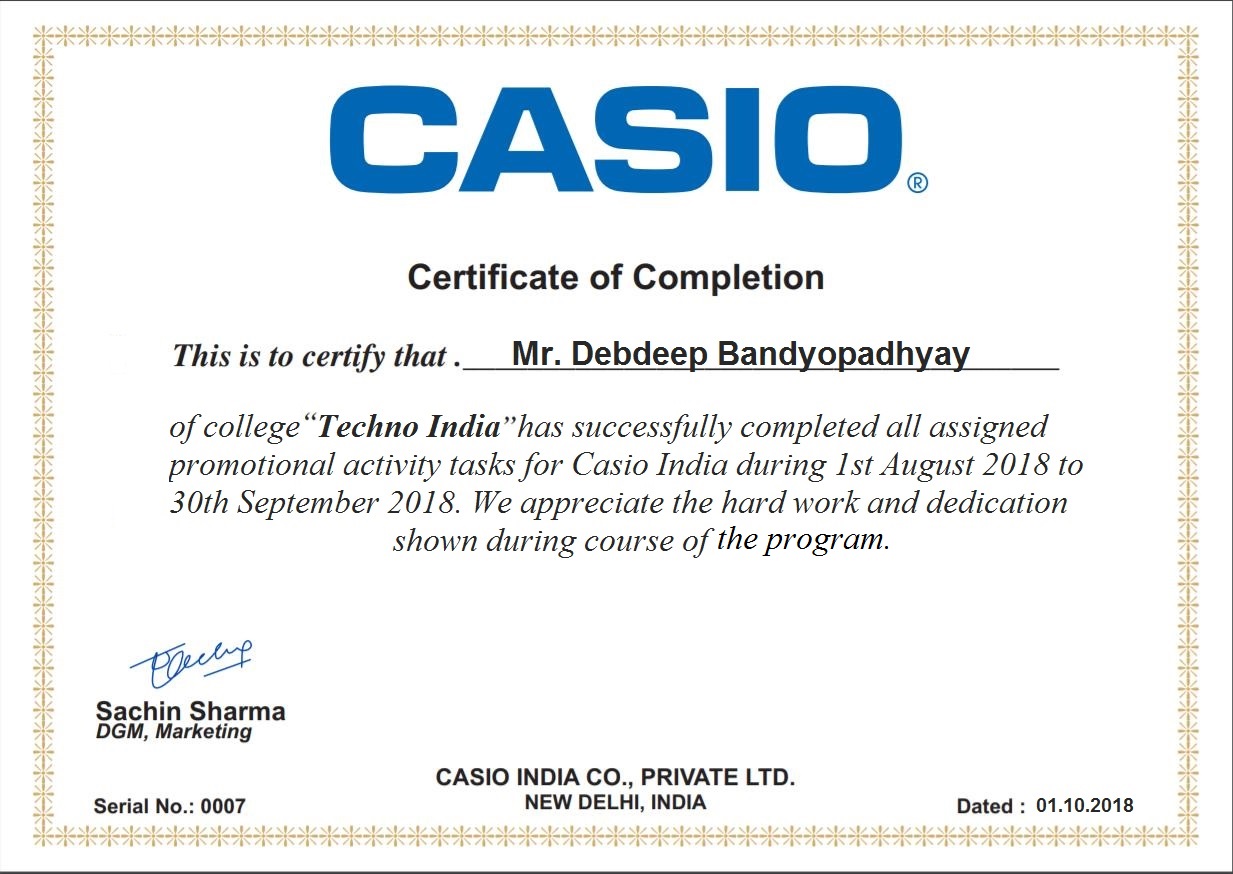 CASIO®
Certificate of Completion
This is to certify that . Mr. Debdeep Bandyopadhyay
of college “Techno India” has successfully completed all assigned
promotional activity tasks for Casio India during 1st August 2018 to
30th September 2018. We appreciate the hard work and dedication
shown during course of the program.
Sachin Sharma
DGM, Marketing
CASIO INDIA CO., PRIVATE LTD.
NEW DELHI, INDIA
Serial No.: 0007
Dated : 01.10.2018